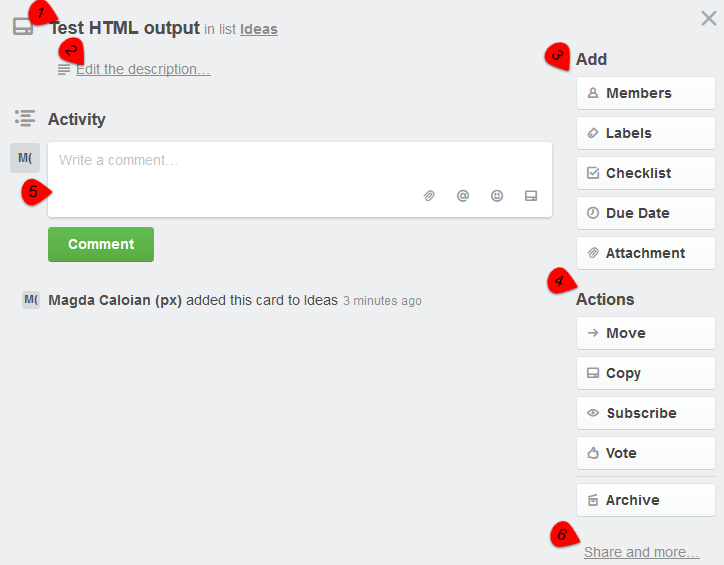 1
Test HTML output in list Ideas
2
Edit the description…
Activity
M(
Write a comment…
5
@
Comment
M( Magda Caloian (px) added this card to Ideas 3 minutes ago
3
Add
Members
Labels
Checklist
Due Date
Attachment
4
Actions
Move
Copy
Subscribe
Vote
Archive
6
Share and more…